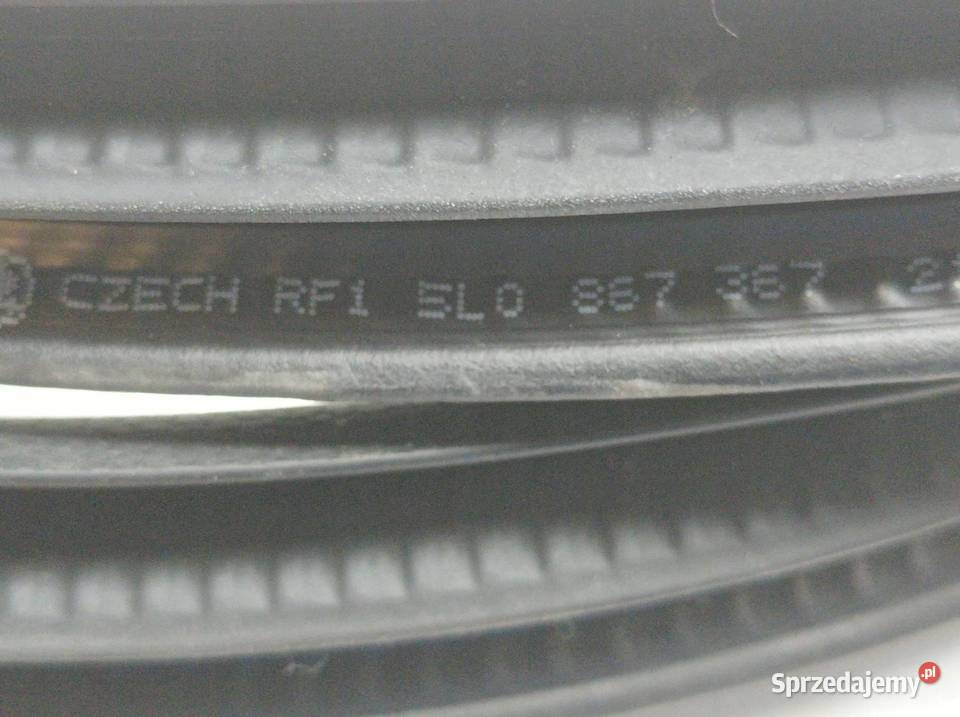 CZECH RF1 5L0 867 367
Sprzedajemy.pl